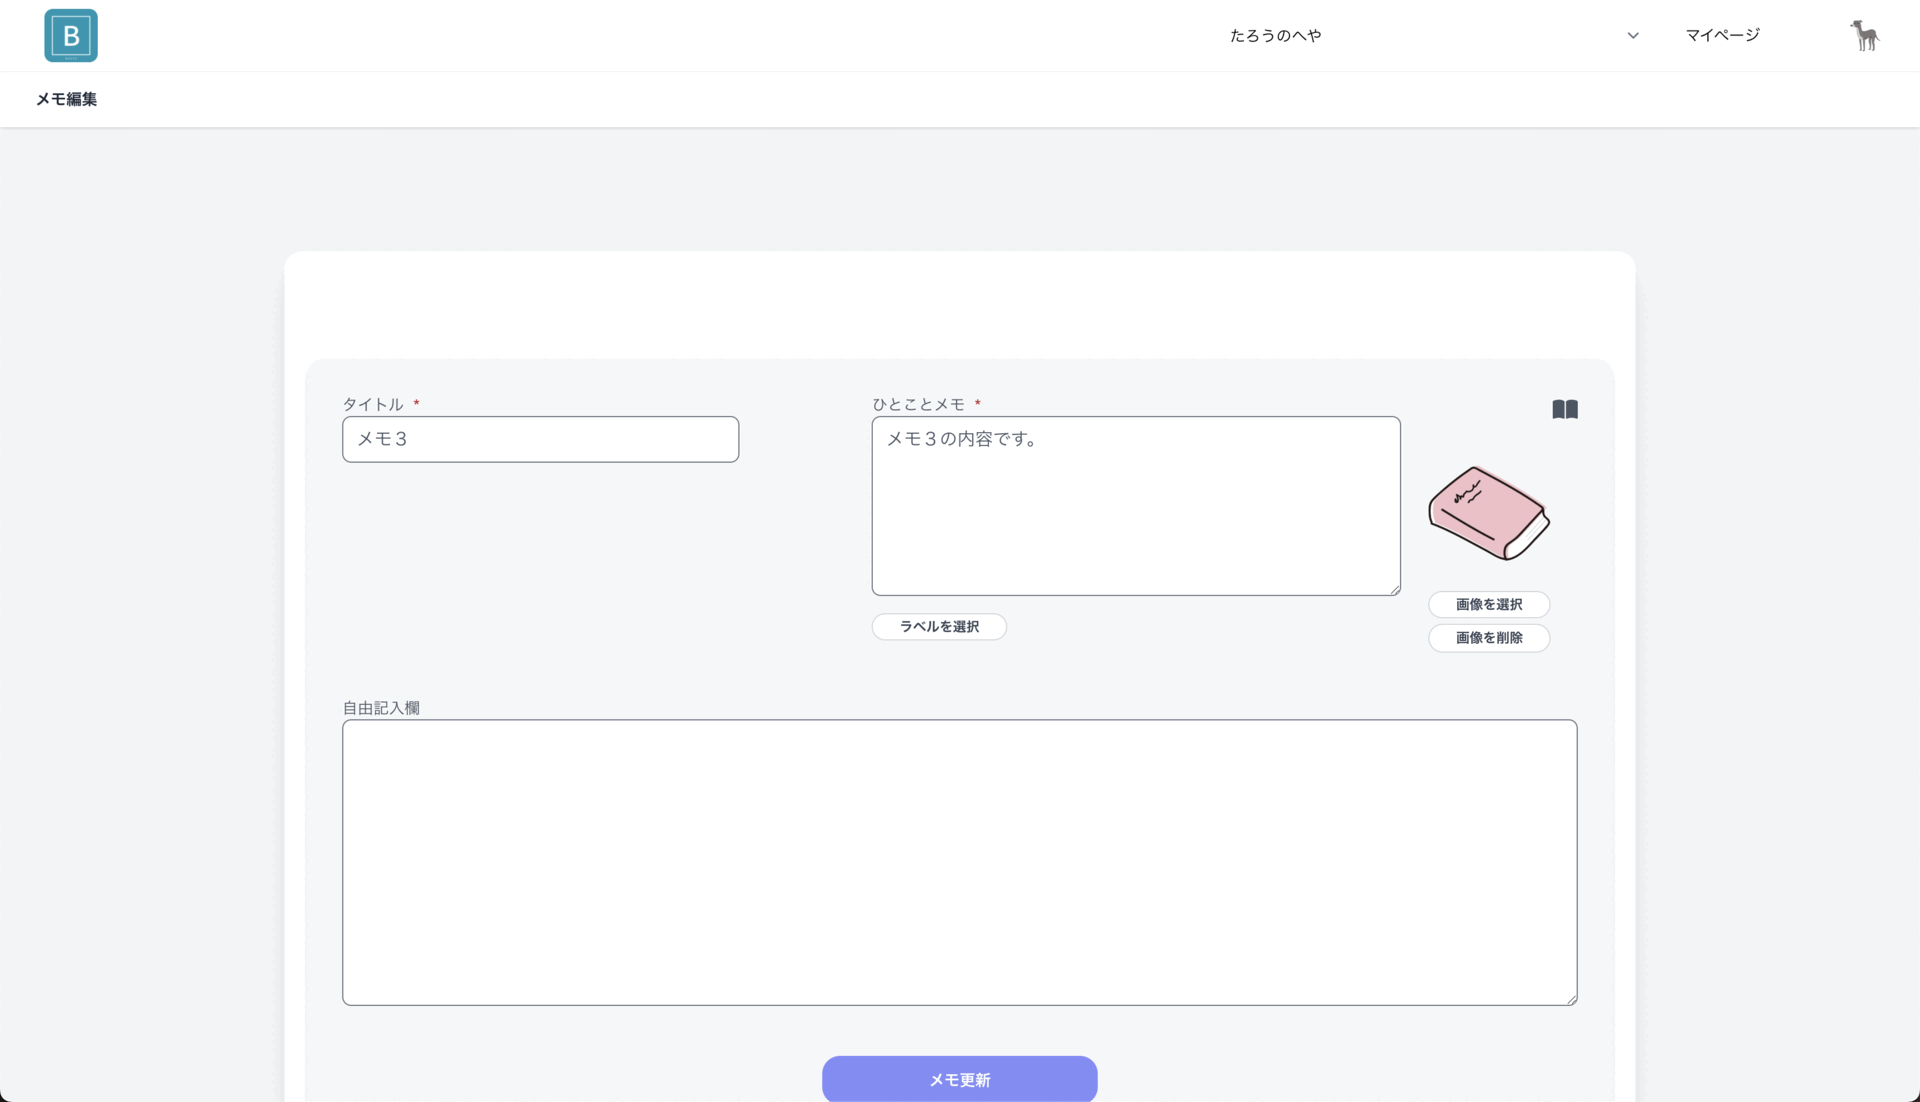 B
たろうのへや
マイページ
メモ編集
タイトル *
ひとことメモ *
メモ３
メモ３の内容です。
画像を選択
ラベルを選択
画像を削除
自由記入欄
メモ更新